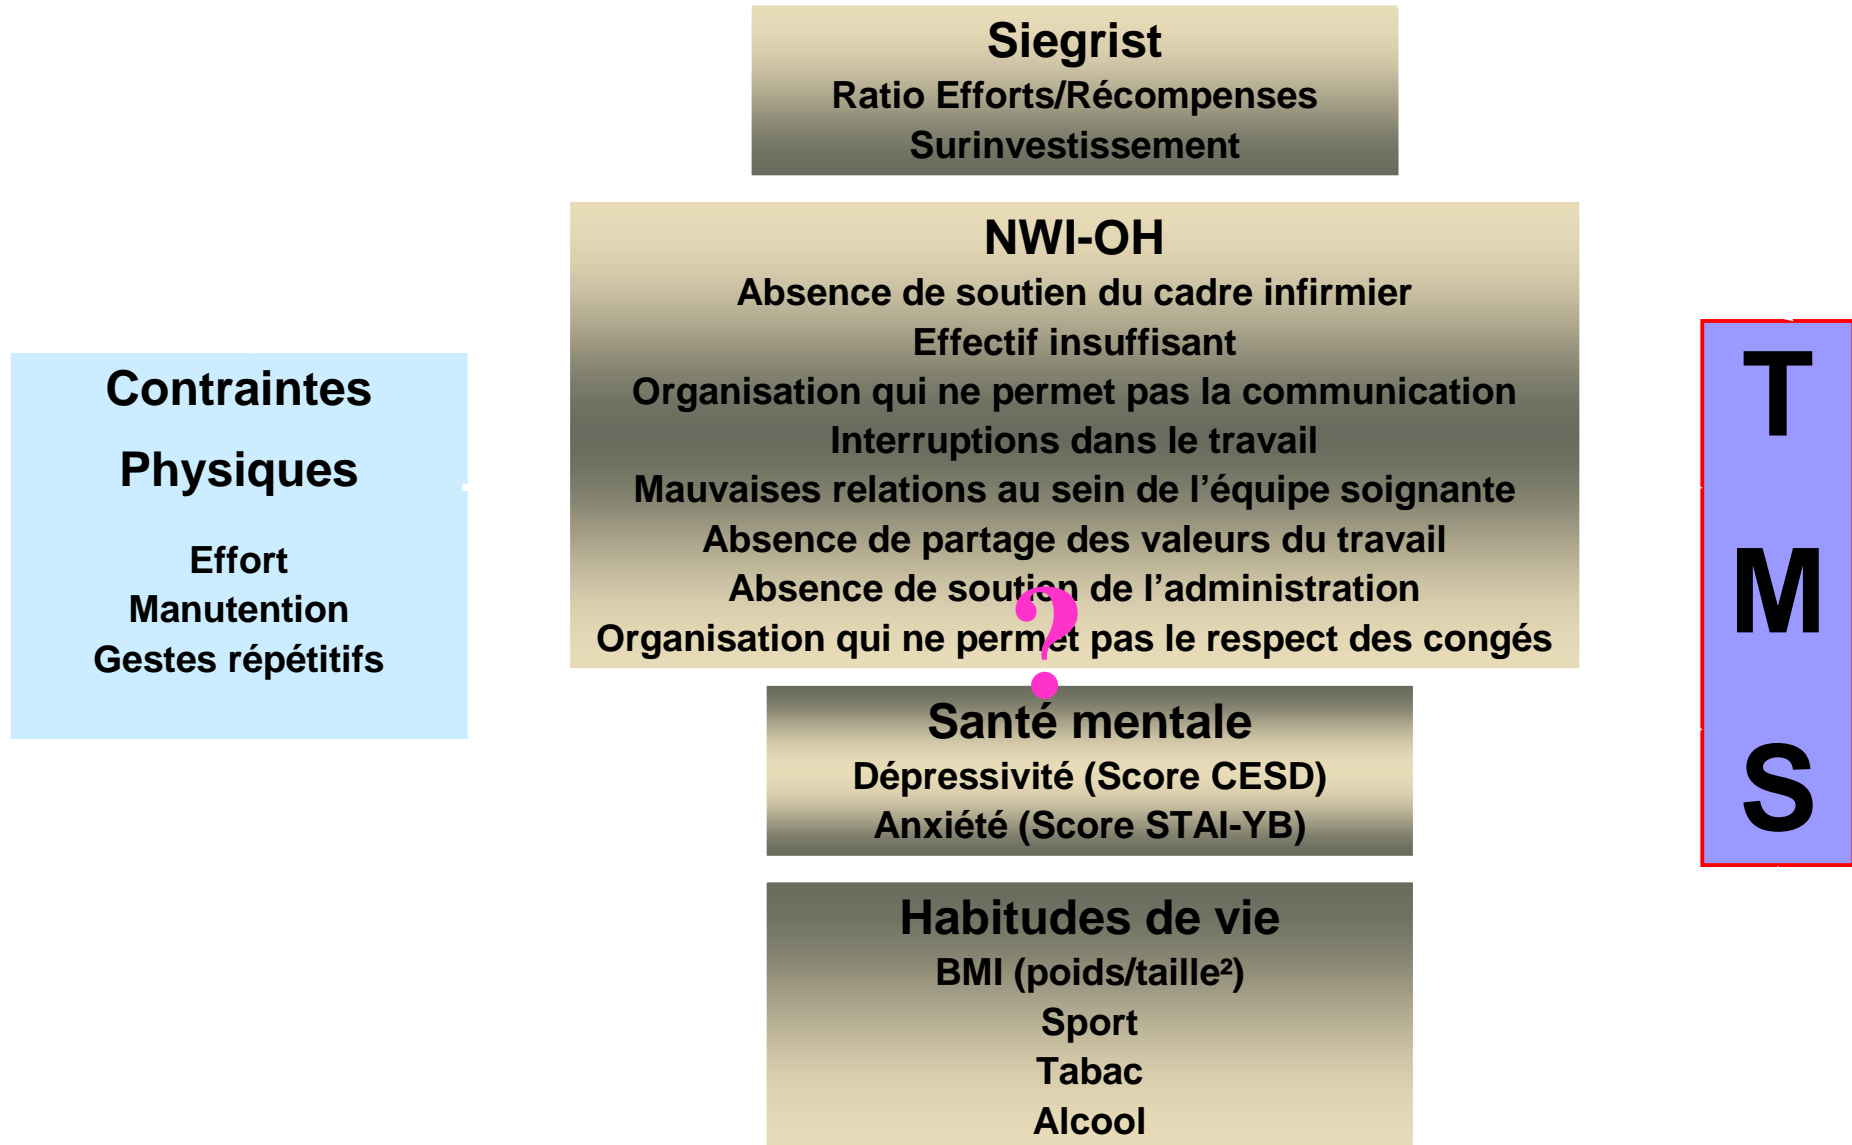 Siegrist
Ratio Efforts/Récompenses
Surinvestissement
NWI-OH
Absence de soutien du cadre infirmier
Effectif insuffisant
Organisation qui ne permet pas la communication
Interruptions dans le travail
Mauvaises relations au sein de l’équipe soignante
Absence de partage des valeurs du travail
Absence de soutien de l’administration
Organisation qui ne permet pas le respect des congés
?
Contraintes
Physiques
Effort
Manutention
Gestes répétitifs
Santé mentale
Dépressivité (Score CESD)
Anxiété (Score STAI-YB)
Habitudes de vie
BMI (poids/taille²)
Sport
Tabac
Alcool
T
M
S